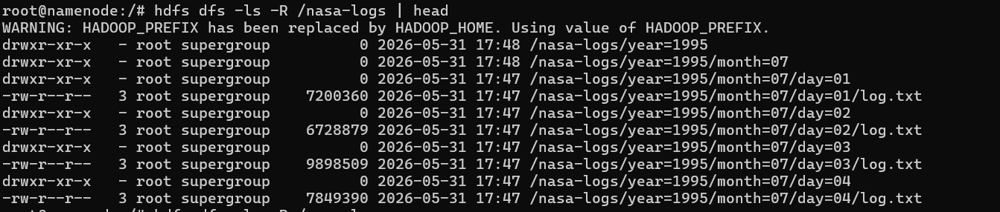 root@namenode:/# hdfs dfs -ls -R /nasa-logs | head
WARNING: HADOOP_PREFIX has been replaced by HADOOP_HOME. Using value of HADOOP_PREFIX.
drwxr-xr-x   - root supergroup          0 2026-05-31 17:48 /nasa-logs/year=1995
drwxr-xr-x   - root supergroup          0 2026-05-31 17:48 /nasa-logs/year=1995/month=07
drwxr-xr-x   - root supergroup          0 2026-05-31 17:47 /nasa-logs/year=1995/month=07/day=01
-rw-r--r--   3 root supergroup    7200360 2026-05-31 17:47 /nasa-logs/year=1995/month=07/day=01/log.txt
drwxr-xr-x   - root supergroup          0 2026-05-31 17:47 /nasa-logs/year=1995/month=07/day=02
-rw-r--r--   3 root supergroup    6728879 2026-05-31 17:47 /nasa-logs/year=1995/month=07/day=02/log.txt
drwxr-xr-x   - root supergroup          0 2026-05-31 17:47 /nasa-logs/year=1995/month=07/day=03
-rw-r--r--   3 root supergroup    9898509 2026-05-31 17:47 /nasa-logs/year=1995/month=07/day=03/log.txt
drwxr-xr-x   - root supergroup          0 2026-05-31 17:47 /nasa-logs/year=1995/month=07/day=04
-rw-r--r--   3 root supergroup    7849390 2026-05-31 17:47 /nasa-logs/year=1995/month=07/day=04/log.txt